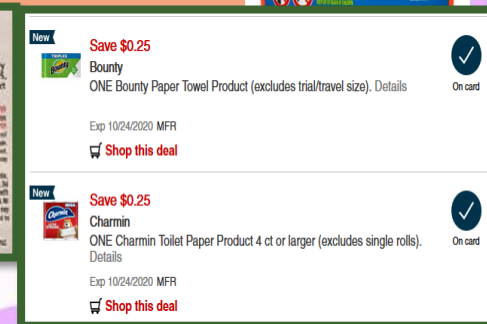 New
Save $0.25
Bounty
ONE Bounty Paper Towel Product (excludes trial/travel size). Details
On card
Exp 10/24/2020 MFR
Shop this deal
New
Save $0.25
Charmin
ONE Charmin Toilet Paper Product 4 ct or larger (excludes single rolls).
Details
On card
Exp 10/24/2020 MFR
Shop this deal